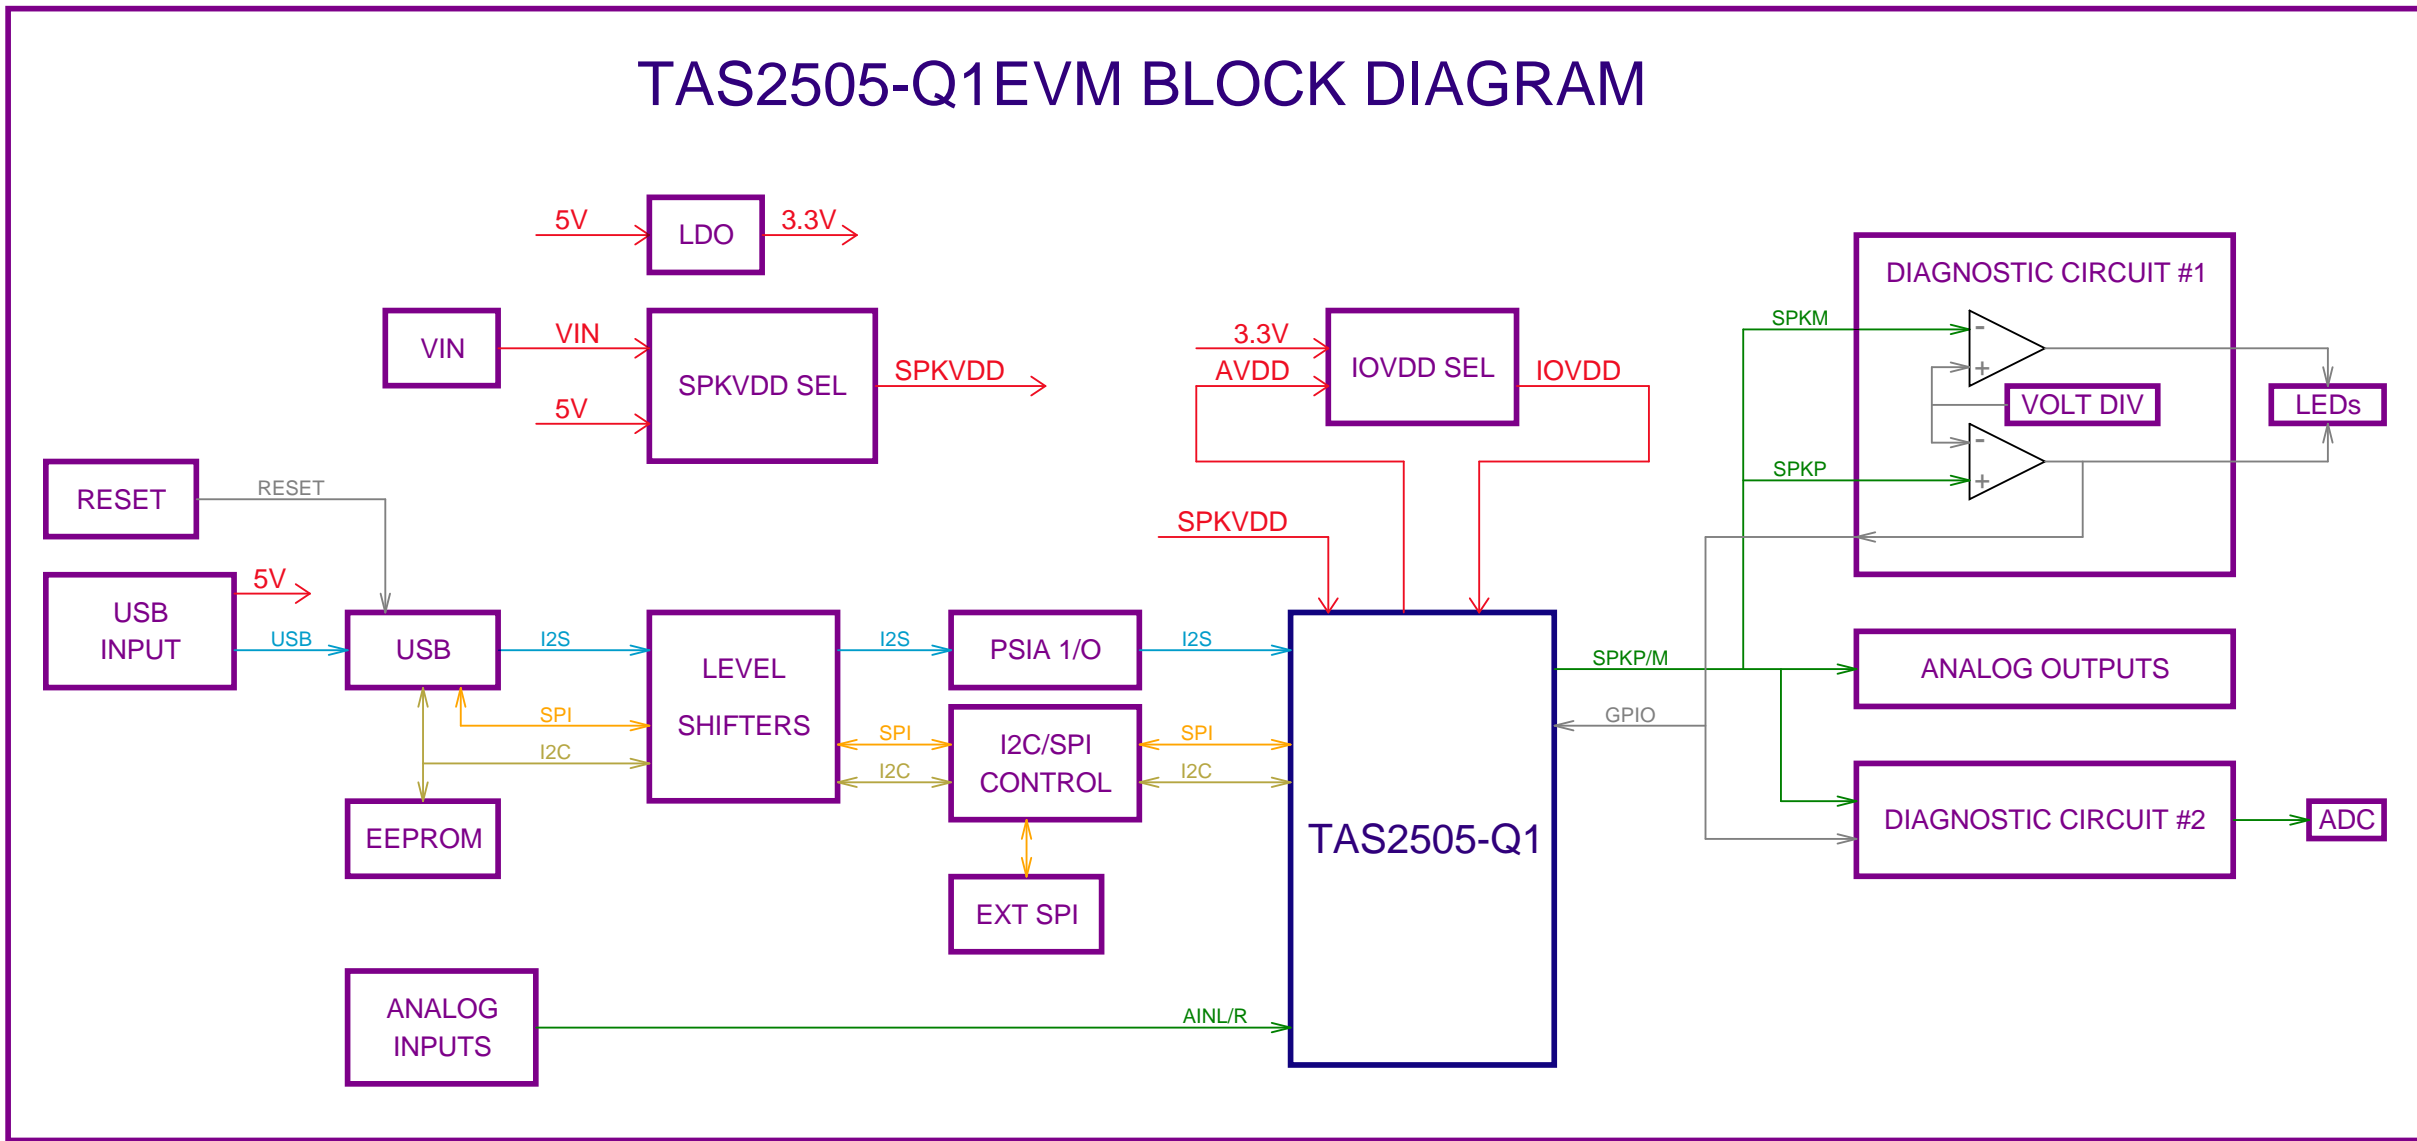 TAS2505-Q1EVM BLOCK DIAGRAM
5V
LDO
3.3V
VIN
VIN
5V
SPKVDD SEL
SPKVDD
3.3V
AVDD
IOVDD SEL
IOVDD
SPKVDD
DIAGNOSTIC CIRCUIT #1
SPKM
-
+
VOLT DIV
LEDs
SPKP
-
+
RESET
RESET
USB
INPUT
5V
USB
USB
I2S
SPI
I2C
EEPROM
LEVEL
SHIFTERS
I2S
SPI
I2C
PSIA 1/O
I2C/SPI
CONTROL
EXT SPI
I2S
SPI
I2C
TAS2505-Q1
SPKP/M
GPIO
ANALOG OUTPUTS
DIAGNOSTIC CIRCUIT #2
ADC
ANALOG
INPUTS
AINL/R